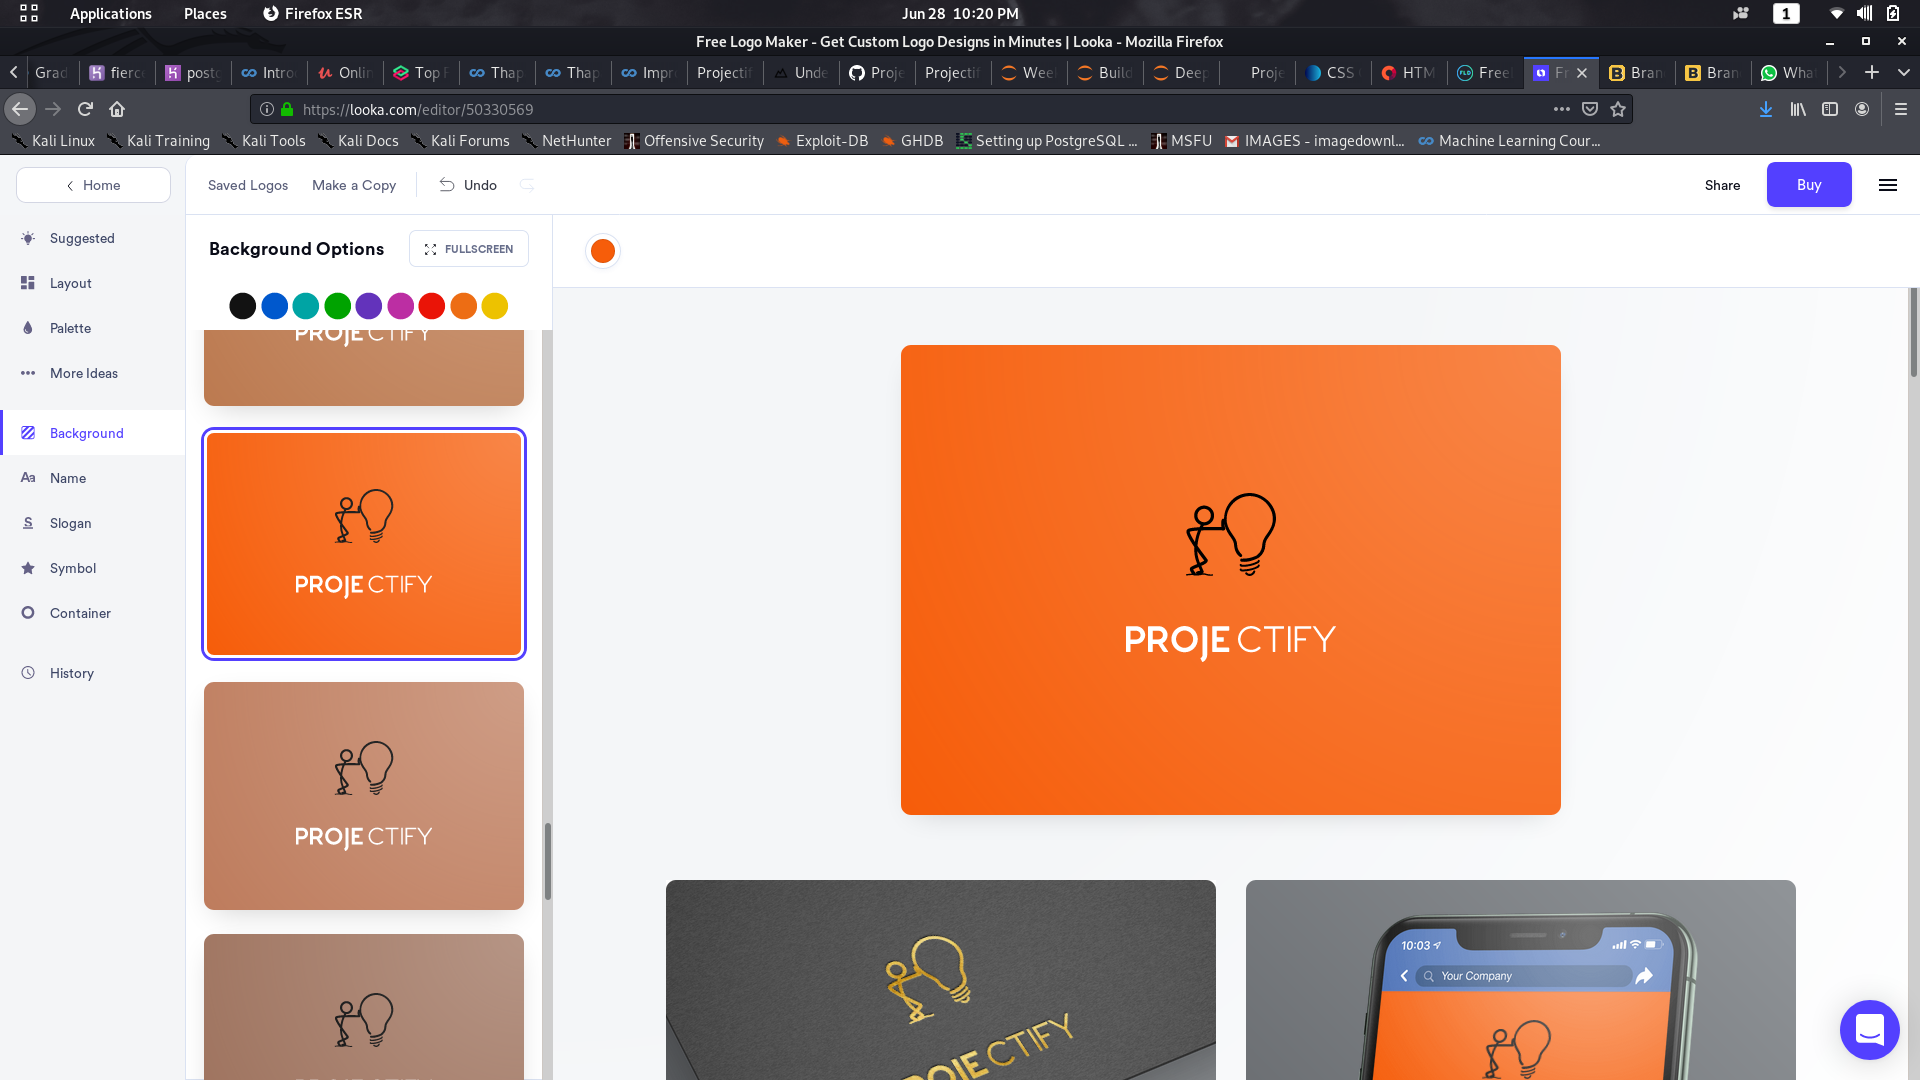 Applications Places Firefox ESR Jun 28 10:20 PM 1
Free Logo Maker - Get Custom Logo Designs in Minutes | Looka - Mozilla Firefox
Grad fierce postg Intro Onlin Top Thap Thap Impr Projectif Unde Proje Projectif Wee Build Deep Proje CSS HTM Free Fr Bran Bran What
https://looka.com/editor/50330569
Kali Linux Kali Training Kali Tools Kali Docs Kali Forums NetHunter Offensive Security Exploit-DB GHDB Setting up PostgreSQL ... MSFU IMAGES - imagedownl... Machine Learning Cour...
Home Saved Logos Make a Copy Undo Share Buy
Suggested
Layout
Palette
More Ideas
Background
Name
Slogan
Symbol
Container
History
Background Options FULLSCREEN
PROJE CTIFY
PROJE CTIFY
PROJE CTIFY
PROJE CTIFY
PROJE CTIFY
10:03
Your Company